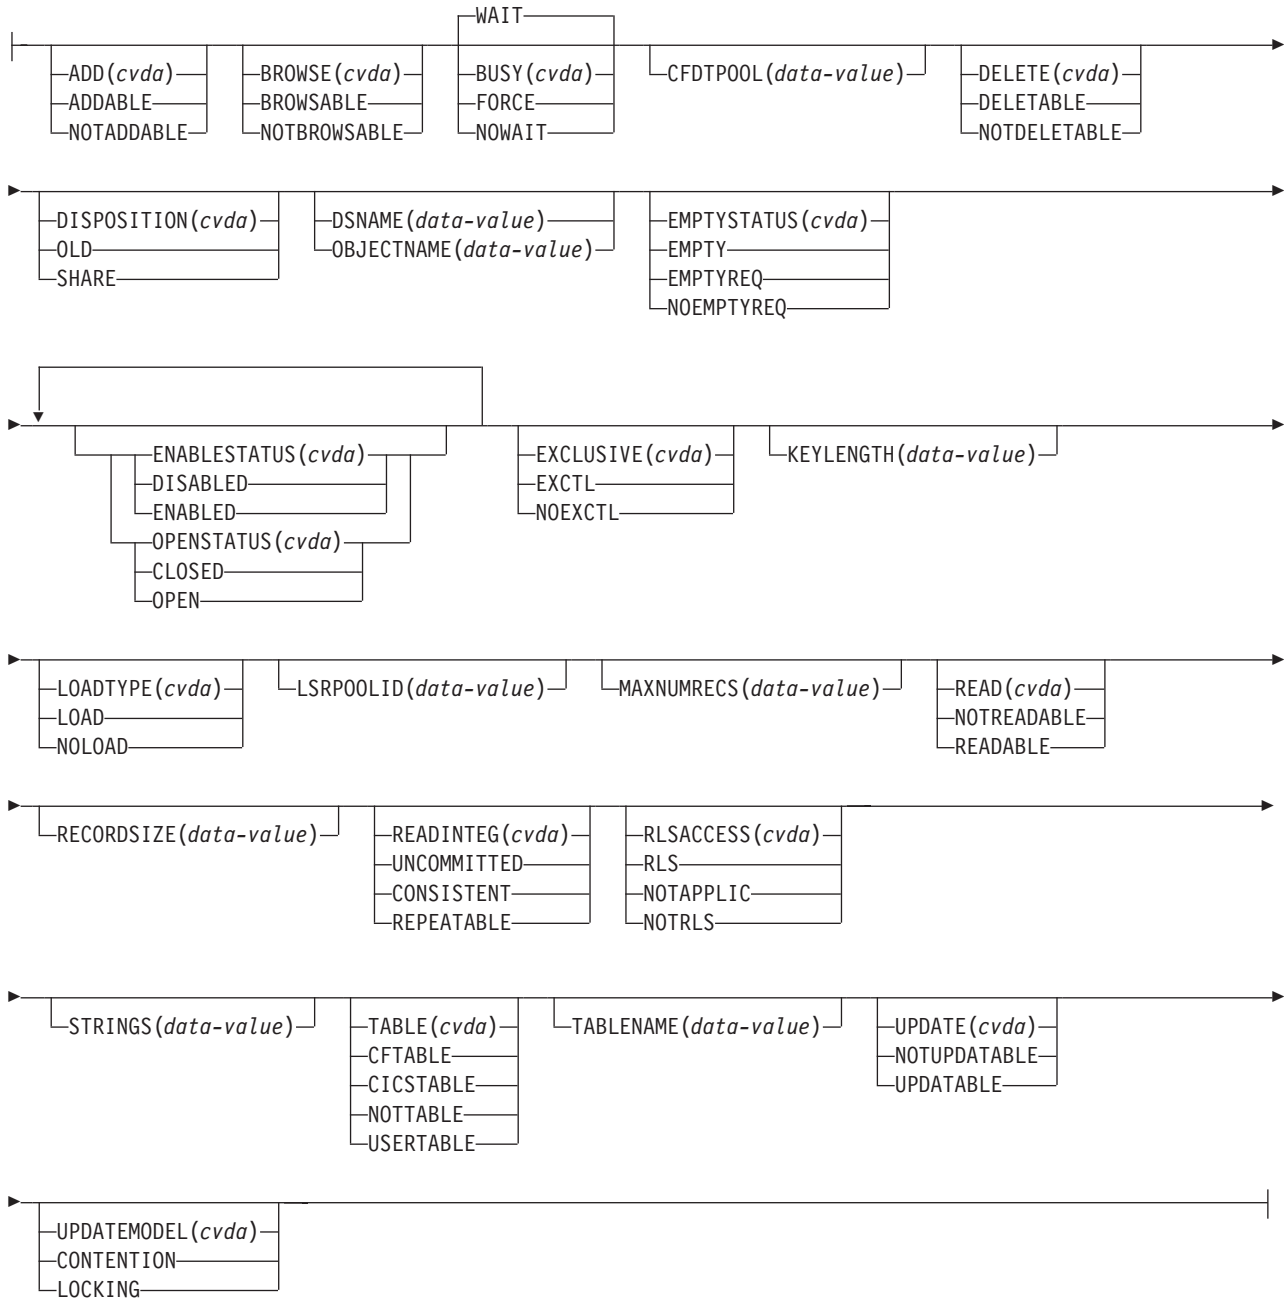 WAIT
ADD(cvda) BROWSE(cvda) BUSY(cvda) CFDTPOOL(data-value) DELETE(cvda)
ADDABLE BROWSABLE FORCE DELETABLE
NOTADDABLE NOTBROWSABLE NOWAIT NOTDELETABLE
DISPOSITION(cvda) DSNAME(data-value) EMPTYSTATUS(cvda)
OLD OBJECTNAME(data-value) EMPTY
SHARE EMPTYREQ
NOEMPTYREQ
ENABLESTATUS(cvda) EXCLUSIVE(cvda) KEYLENGTH(data-value)
DISABLED EXCTL
ENABLED NOEXCTL
OPENSTATUS(cvda)
CLOSED
OPEN
LOADTYPE(cvda) LSRPOOLID(data-value) MAXNUMRECS(data-value) READ(cvda)
LOAD NOTREADABLE
NOLOAD READABLE
RECORDSIZE(data-value) READINTEG(cvda) RLSACCESS(cvda)
UNCOMMITTED RLS
CONSISTENT NOTAPPLIC
REPEATABLE NOTRLS
STRINGS(data-value) TABLE(cvda) TABLENAME(data-value) UPDATE(cvda)
CFTABLE NOTUPDATABLE
CICSTABLE UPDATABLE
NOTTABLE
USERTABLE
UPDATEMODEL(cvda)
CONTENTION
LOCKING